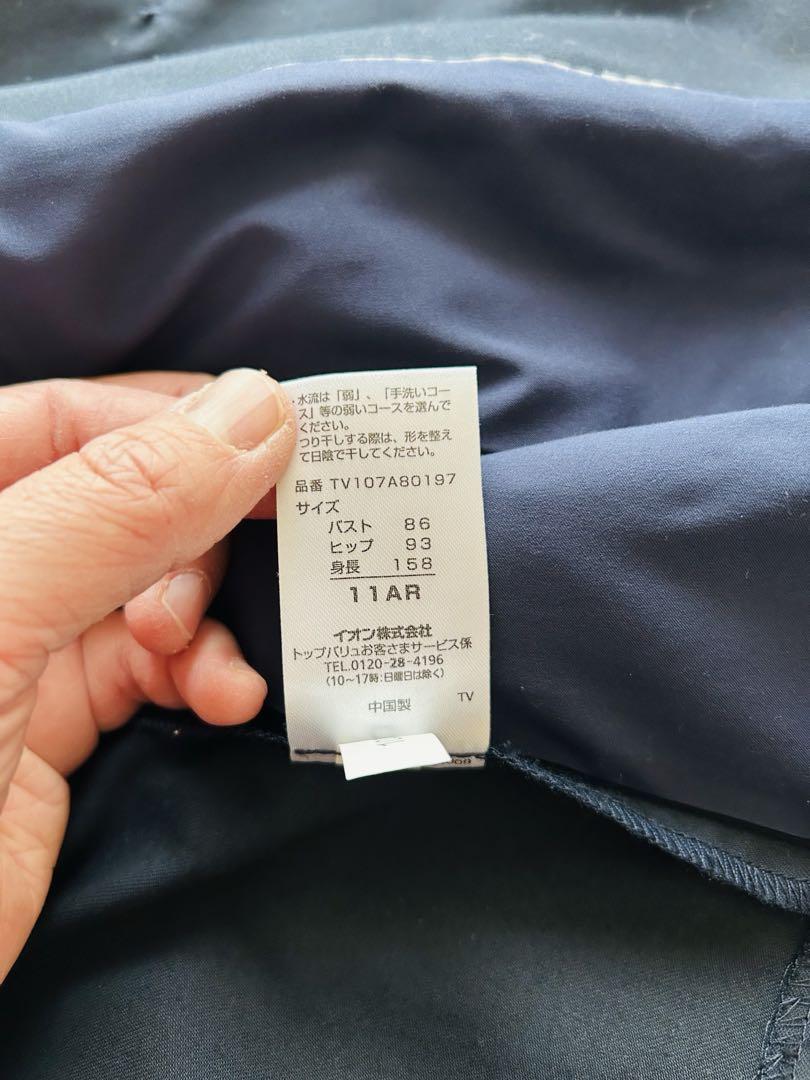 ・水流は「弱」、「手洗いコー
ス」等の弱いコースを選んで
ください。
つり干しする際は、形を整え
て日陰で干してください。
品番 TV107A80197
サイズ
バスト 86
ヒップ 93
身長 158
11AR
イオン株式会社
トップバリュお客さまサービス係
TEL.0120-28-4196
(10~17時:日曜日は除く)
中国製 TV